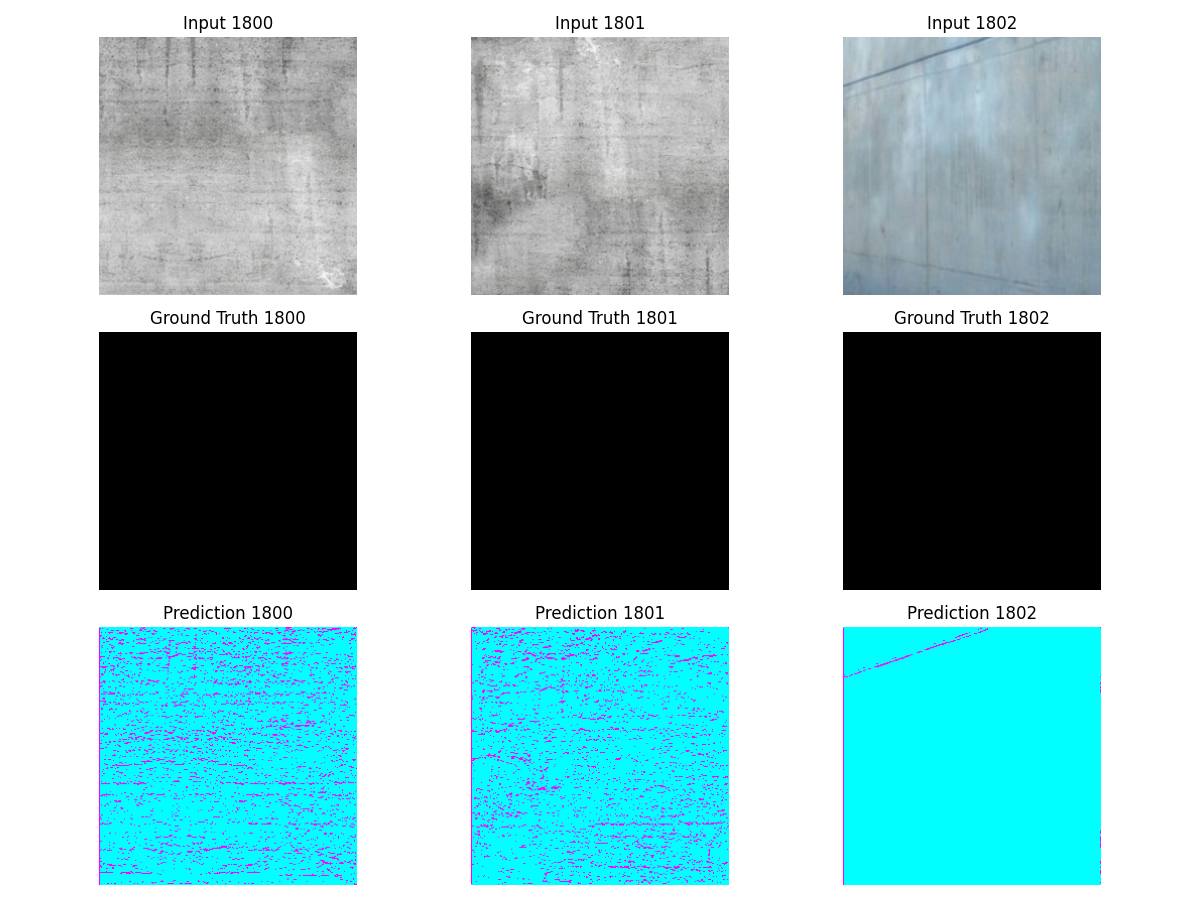 Input 1800
Input 1801
Input 1802
Ground Truth 1800
Ground Truth 1801
Ground Truth 1802
Prediction 1800
Prediction 1801
Prediction 1802